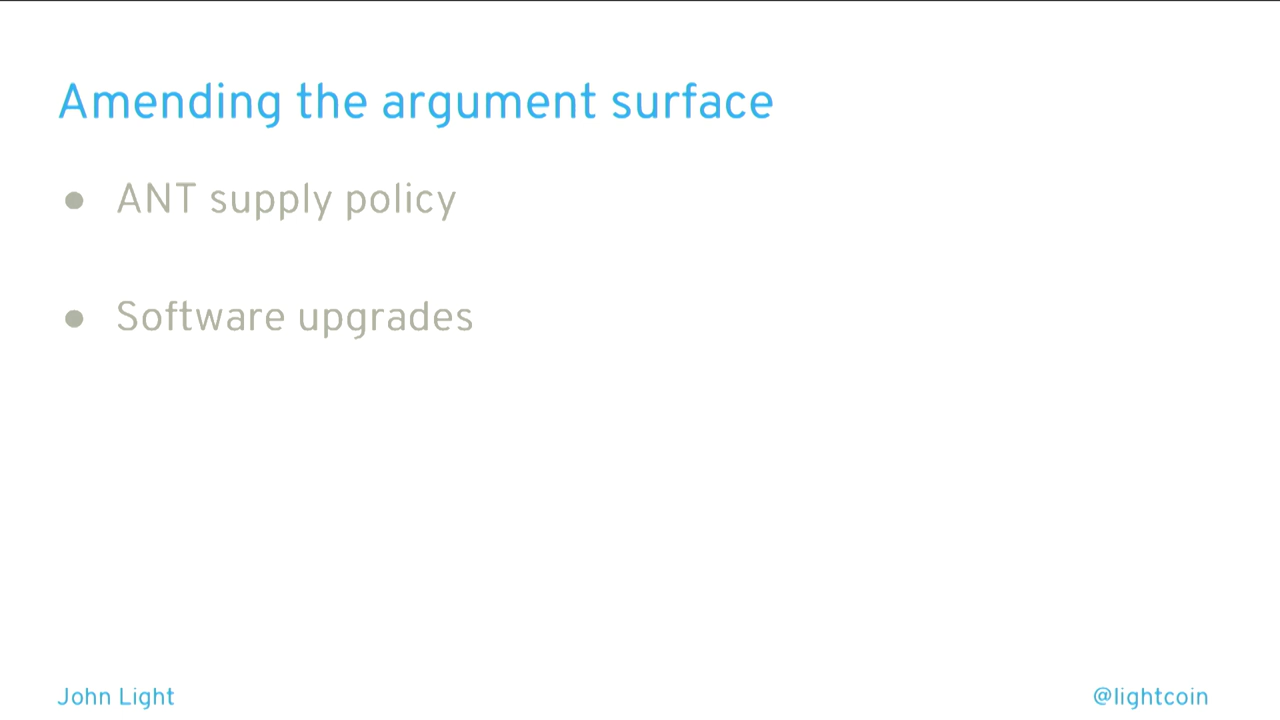 Amending the argument surface
● ANT supply policy
● Software upgrades
John Light
@lightcoin